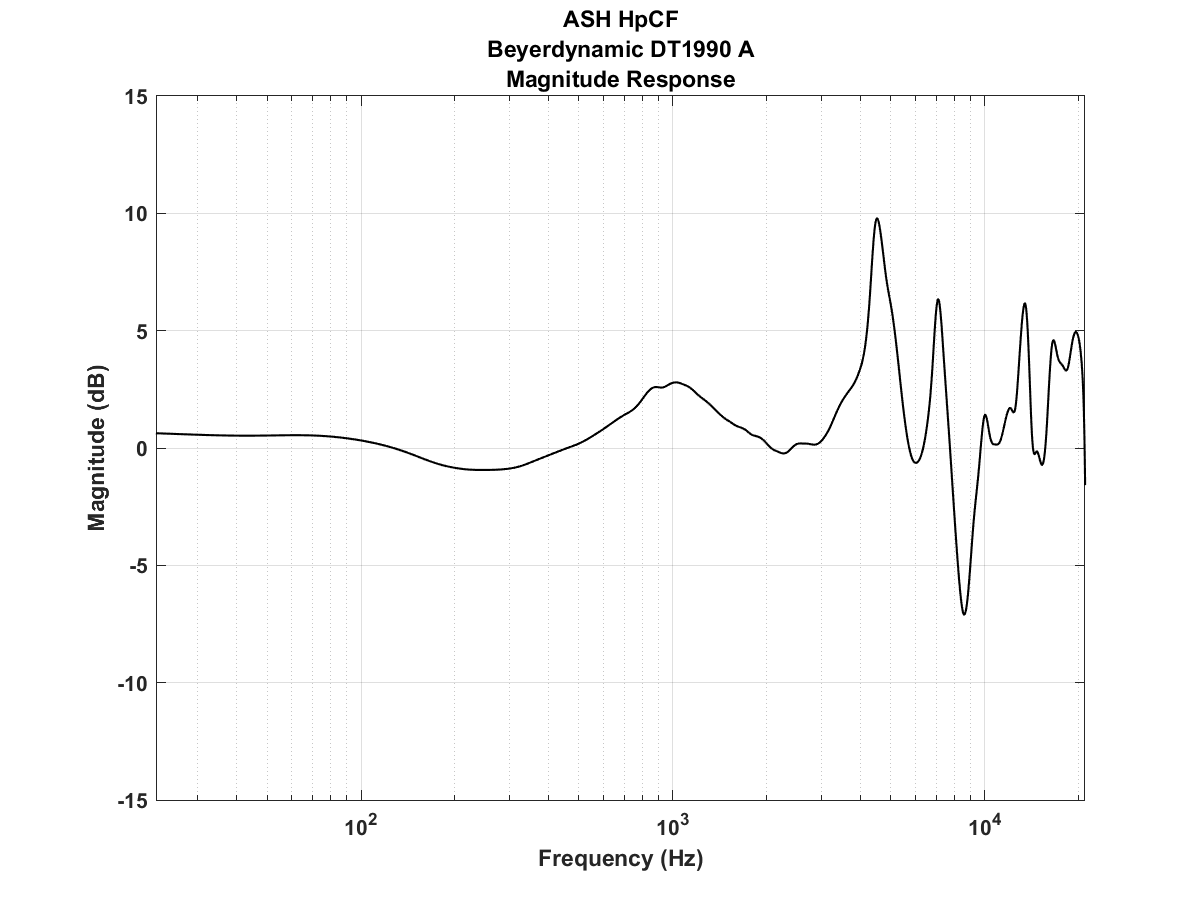 ASH HpCF
Beyerdynamic DT1990 A
Magnitude Response
15
10
5
0
-5
-10
-15
Magnitude (dB)
10² 10³ 10⁴
Frequency (Hz)